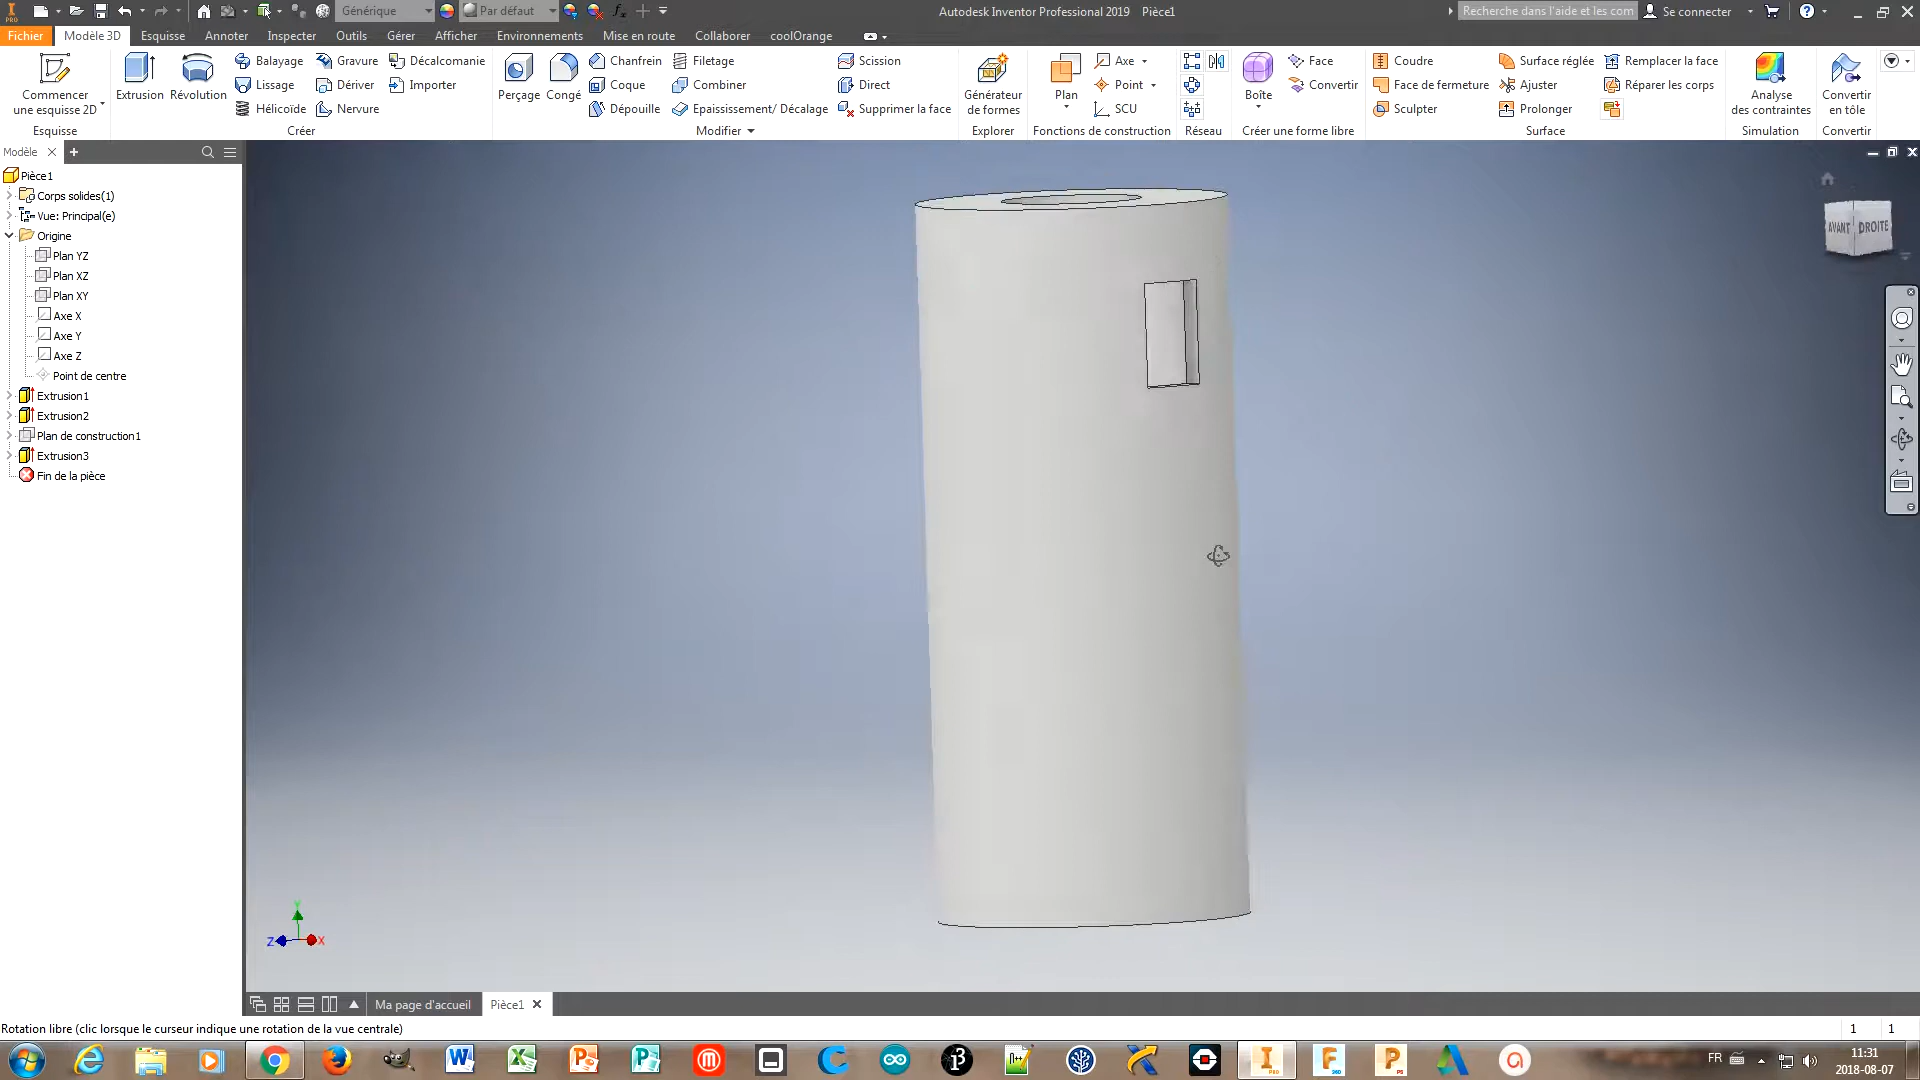 Générique
Par défaut
Autodesk Inventor Professional 2019 Pièce1
Recherche dans l'aide et les com
Se connecter
PRO
Fichier Modèle 3D Esquisse Annoter Inspecter Outils Gérer Afficher Environnements Mise en route Collaborer coolOrange
Commencer
une esquisse 2D
Esquisse
Extrusion
Révolution
Balayage
Lissage
Hélicoïde
Gravure
Dériver
Nervure
Décalcomanie
Importer
Créer
Perçage
Congé
Chanfrein
Coque
Dépouille
Filetage
Combiner
Epaississement/ Décalage
Scission
Direct
Supprimer la face
Modifier
Générateur
de formes
Explorer
Plan
Axe
Point
SCU
Fonctions de construction
Réseau
Boîte
Face
Convertir
Créer une forme libre
Coudre
Face de fermeture
Sculpter
Surface réglée
Ajuster
Prolonger
Remplacer la face
Réparer les corps
Surface
Analyse
des contraintes
Simulation
Convertir
en tôle
Convertir
Modèle
Pièce1
Corps solides(1)
Vue: Principal(e)
Origine
Plan YZ
Plan XZ
Plan XY
Axe X
Axe Y
Axe Z
Point de centre
Extrusion1
Extrusion2
Plan de construction1
Extrusion3
Fin de la pièce
AVANT DROITE
Y
Z
X
Ma page d'accueil
Pièce1
Rotation libre (clic lorsque le curseur indique une rotation de la vue centrale)
1 1
FR
11:31
2018-08-07